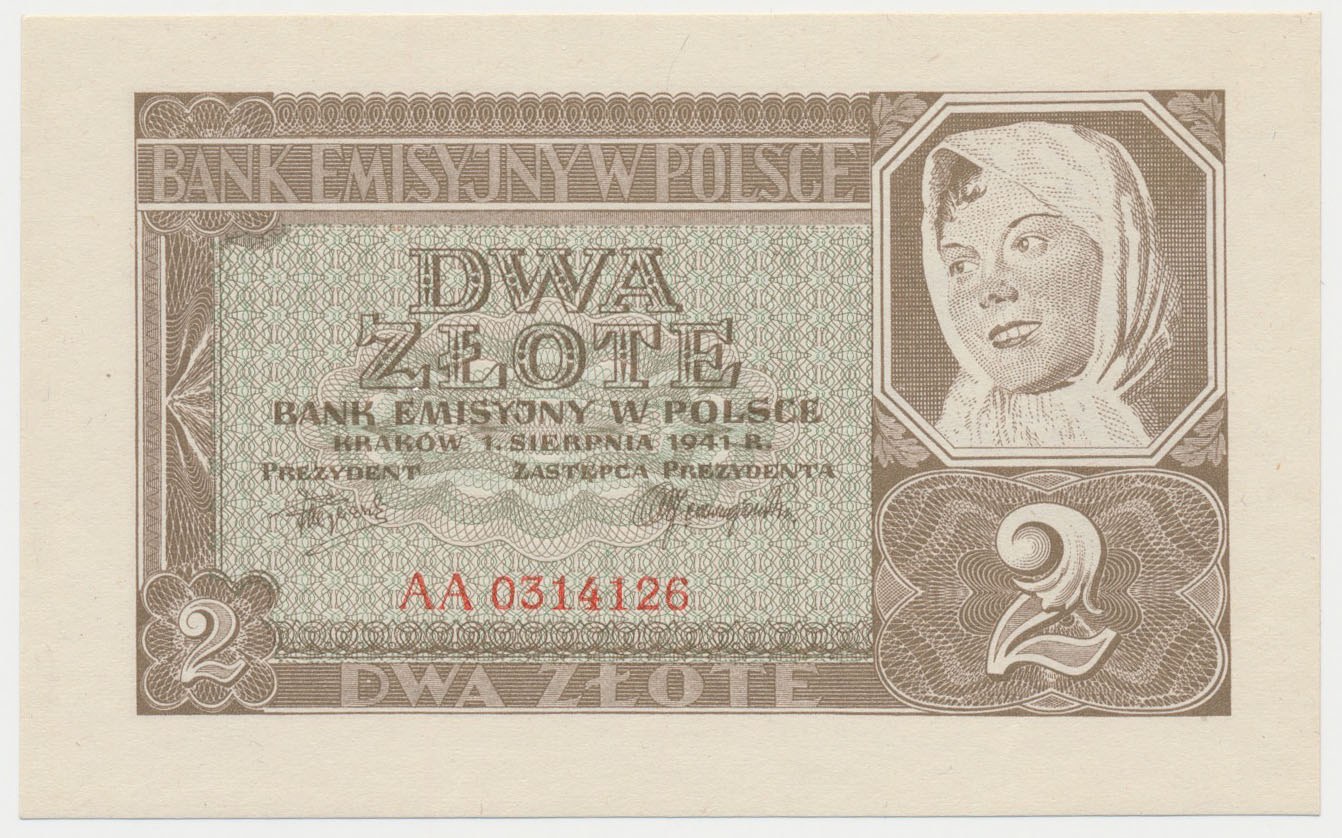 BANK EMISYJNY W POLSCE
DWA
ZŁOTE
BANK EMISYJNY W POLSCE
KRAKÓW 1. SIERPNIA 1941 R.
PREZYDENT ZASTĘPCA PREZYDENTA
AA 0314126
2
2
DWA ZŁOTE